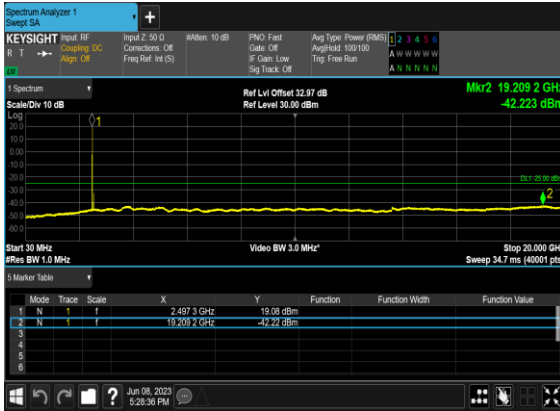 Spectrum Analyzer 1
Swept SA
+
KEYSIGHT Input: RF Input Z: 50 Ω #Atten: 10 dB PNO: Fast Avg Type: Power (RMS) 1 2 3 4 5 6
R T Coupling: DC Corrections: Off Gate: Off Avg|Hold: 100/100 A W W W W W
Align: Off Freq Ref: Int (S) IF Gain: Low Trig: Free Run
Sig Track: Off A N N N N N
1 Spectrum Ref Lvl Offset 32.97 dB Mkr2 19.209 2 GHz
Scale/Div 10 dB Ref Level 30.00 dBm -42.223 dBm
Log
20.0
10.0
0.00
-10.0
-20.0
-30.0
-40.0
-50.0
-60.0
1
2
Start 30 MHz Video BW 3.0 MHz* Stop 20.000 GHz
#Res BW 1.0 MHz Sweep 34.7 ms (40001 pts)
5 Marker Table
Mode Trace Scale X Y Function Function Width Function Value
1 N 1 f 2.497 3 GHz 19.08 dBm
2 N 1 f 19.209 2 GHz -42.22 dBm
3
4
5
6
? Jun 08, 2023
5:28:36 PM